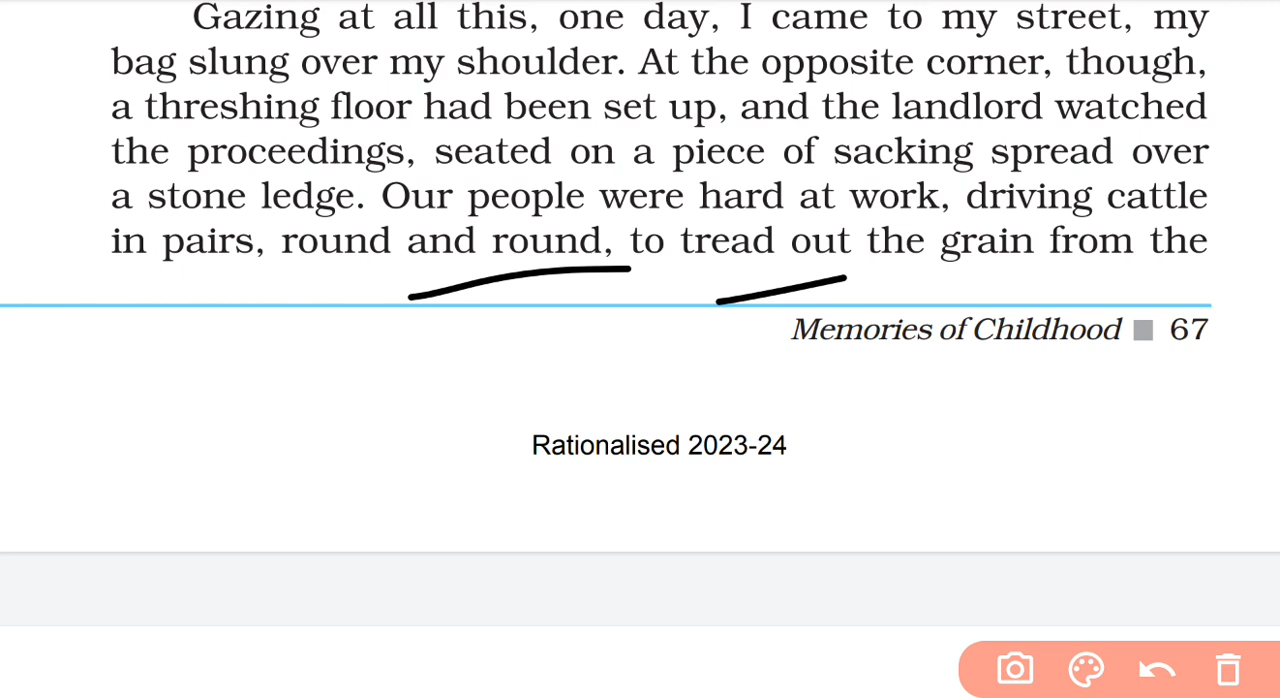 Gazing at all this, one day, I came to my street, my
bag slung over my shoulder. At the opposite corner, though,
a threshing floor had been set up, and the landlord watched
the proceedings, seated on a piece of sacking spread over
a stone ledge. Our people were hard at work, driving cattle
in pairs, round and round, to tread out the grain from the
Memories of Childhood ■ 67
Rationalised 2023-24